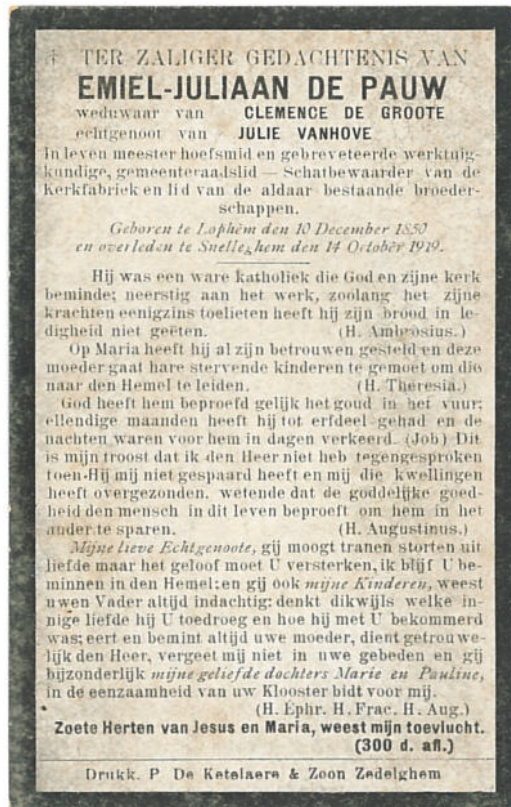 † TER ZALIGER GEDACHTENIS VAN
EMIEL-JULIAAN DE PAUW
weduwaar van CLEMENCE DE GROOTE
echtgenoot van JULIE VANHOVE
In leven meester hoefsmid en gebreveteerde werktuig-
kundige, gemeenteraadslid — Schatbewaarder van de
Kerkfabriek en lid van de aldaar bestaande broeder-
schappen.
Geboren te Lophem den 10 December 1850
en overleden te Snelleghem den 14 Octobér 1919.
Hij was een ware katholiek die God en zijne kerk
beminde; neerstig aan het werk, zoolang het zijne
krachten eenigzins toelieten heeft hij zijn brood in le-
digheid niet geëten. (H. Ambrosius.)
Op Maria heeft hij al zijn betrouwen gesteld en deze
moeder gaat hare stervende kinderen te gemoet om die
naar den Hemel te leiden. (H. Theresia.)
God heeft hem beproefd gelijk het goud in het vuur;
ellendige maanden heeft hij tot erfdeel gehad en de
nachten waren voor hem in dagen verkeerd. (Job) Dit
is mijn troost dat ik den Heer niet heb tegengesproken
toen Hij mij niet gespaard heeft en mij die kwellingen
heeft overgezonden. wetende dat de goddelijke goed-
heid den mensch in dit leven beproeft om hem in het
ander te sparen. (H. Augustinus.)
Mijne lieve Echtgenoote, gij moogt tranen storten uit
liefde maar het geloof moet U versterken, ik blijf U be-
minnen in den Hemel: en gij ook mijne Kinderen, weest
uwen Vader altijd indachtig: denkt dikwijls welke in-
nige liefde hij U toedroeg en hoe hij met U bekommerd
was; eert en bemint altijd uwe moeder, dient getrouwe-
lijk den Heer, vergeet mij niet in uwe gebeden en gij
bijzonderlijk mijne geliefde dochters Marie en Pauline,
in de eenzaamheid van uw Klooster bidt voor mij.
(H. Ephr. H. Frac. H. Aug.)
Zoete Herten van Jesus en Maria, weest mijn toevlucht.
(300 d. afl.)
Drukk. P De Ketelaere & Zoon Zedelghem